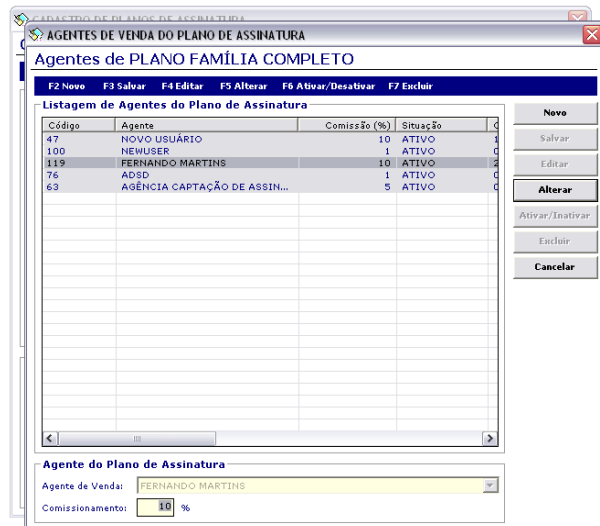 CADASTRO DE PLANOS DE ASSINATURA
AGENTES DE VENDA DO PLANO DE ASSINATURA
Agentes de PLANO FAMÍLIA COMPLETO
F2 Novo F3 Salvar F4 Editar F5 Alterar F6 Ativar/Desativar F7 Excluir
Listagem de Agentes do Plano de Assinatura
Código Agente Comissão (%) Situação
47 NOVO USUÁRIO 10 ATIVO 1
100 NEWUSER 1 ATIVO
119 FERNANDO MARTINS 10 ATIVO 2
76 ADSD 1 ATIVO
63 AGÊNCIA CAPTAÇÃO DE ASSIN... 5 ATIVO
Novo
Salvar
Editar
Alterar
Ativar/Inativar
Excluir
Cancelar
Agente do Plano de Assinatura
Agente de Venda: FERNANDO MARTINS
Comissionamento: 10 %